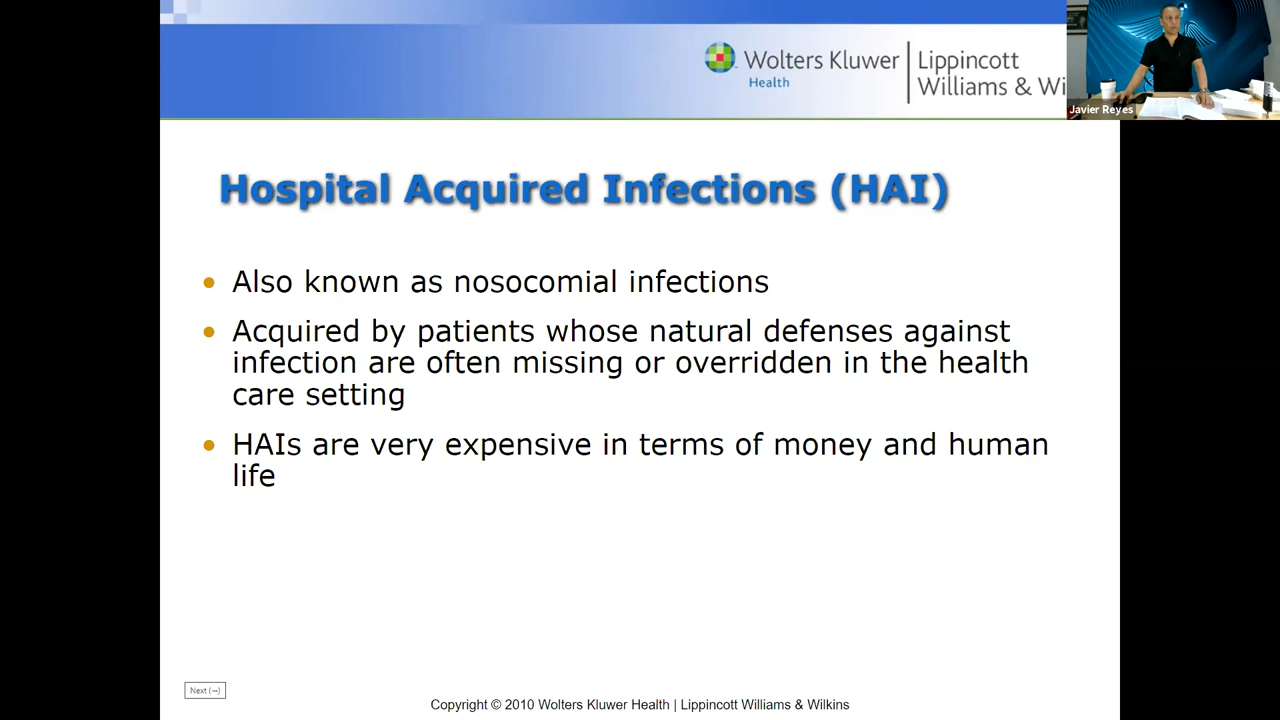 Wolters Kluwer
Health
Lippincott
Williams & Wi
Javier Reyes
Hospital Acquired Infections (HAI)
• Also known as nosocomial infections
• Acquired by patients whose natural defenses against
infection are often missing or overridden in the health
care setting
• HAIs are very expensive in terms of money and human
life
Next (→)
Copyright © 2010 Wolters Kluwer Health | Lippincott Williams & Wilkins